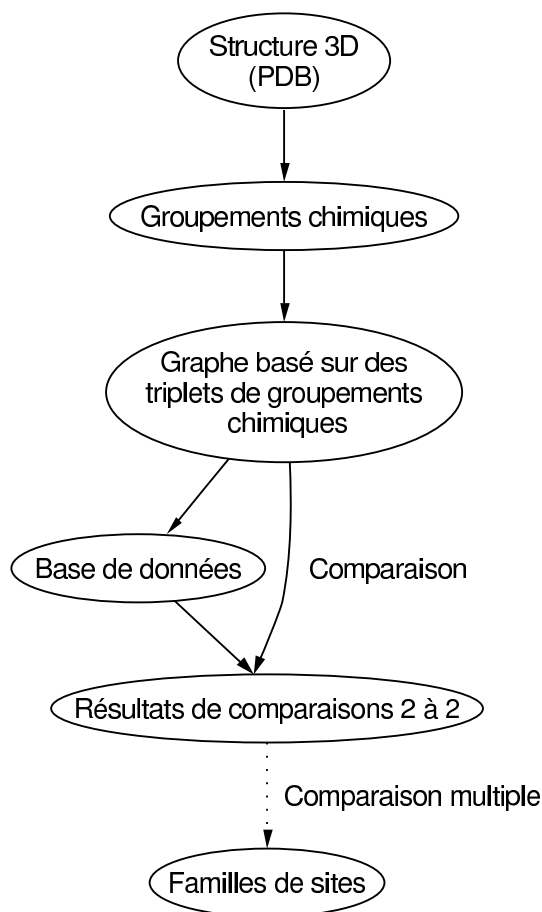 Structure 3D
(PDB)
Groupements chimiques
Graphe basé sur des
triplets de groupements
chimiques
Base de données
Comparaison
Résultats de comparaisons 2 à 2
Comparaison multiple
Familles de sites